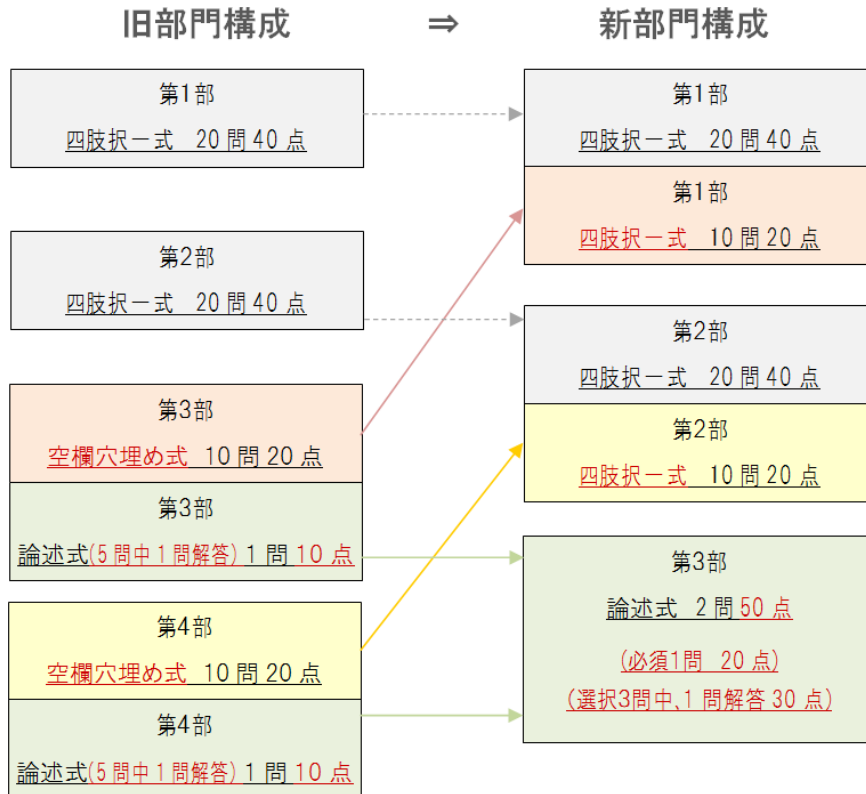 旧部門構成 ⇒ 新部門構成
第1部
四肢択一式 20問40点
第2部
四肢択一式 20問40点
第3部
空欄穴埋め式 10問20点
第3部
論述式(5問中1問解答)1問10点
第4部
空欄穴埋め式 10問20点
第4部
論述式(5問中1問解答)1問10点
第1部
四肢択一式 20問40点
第1部
四肢択一式 10問20点
第2部
四肢択一式 20問40点
第2部
四肢択一式 10問20点
第3部
論述式 2問50点
(必須1問 20点)
(選択3問中、1問解答30点)